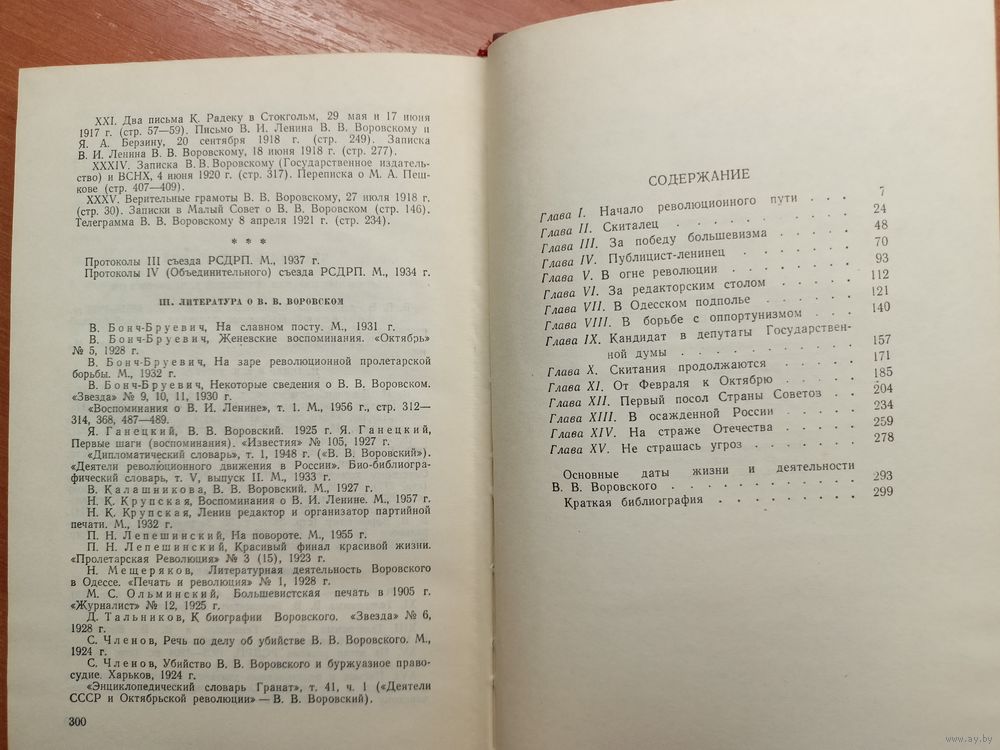 XXI. Два письма К. Радеку в Стокгольм, 29 мая и 17 июня
1917 г. (стр. 57—59). Письмо В. И. Ленина В. В. Воровскому и
Я. А. Берзину, 20 сентября 1918 г. (стр. 249). Записка
В. И. Ленина В. В. Воровскому, 18 июня 1918 г. (стр. 277).
XXXIV. Записка В. В. Воровскому (Государственное издатель-
ство) и ВСНХ, 4 июня 1920 г. (стр. 317). Переписка о М. А. Пеш-
кове (стр. 407—409).
XXXV. Верительные грамоты В. В. Воровскому, 27 июля 1918 г.
(стр. 30). Записки в Малый Совет о В. В. Воровском (стр. 146).
Телеграмма В. В. Воровскому 8 апреля 1921 г. (стр. 234).
* * *
Протоколы III съезда РСДРП. М., 1937 г.
Протоколы IV (Объединительного) съезда РСДРП. М., 1934 г.
III. ЛИТЕРАТУРА О В. В. ВОРОВСКОМ
В. Бонч-Бруевич, На славном посту. М., 1931 г.
В. Бонч-Бруевич, Женевские воспоминания. «Октябрь»
№ 5, 1928 г.
В. Бонч-Бруевич, На заре революционной пролетарской
борьбы. М., 1932 г.
В. Бонч-Бруевич, Некоторые сведения о В. В. Воровском.
«Звезда» № 9, 10, 11, 1930 г.
«Воспоминания о В. И. Ленине», т. 1. М., 1956 г., стр. 312—
314, 368, 487—489.
Я. Ганецкий, В. В. Воровский. 1925 г. Я. Ганецкий,
Первые шаги (воспоминания). «Известия» № 105, 1927 г.
«Дипломатический словарь», т. 1, 1948 г. («В. В. Воровский»).
«Деятели революционного движения в России». Био-библиогра-
фический словарь, т. V, выпуск II. М., 1933 г.
В. Калашникова, В. В. Воровский. М., 1927 г.
Н. К. Крупская, Воспоминания о В. И. Ленине. М., 1957 г.
Н. К. Крупская, Ленин редактор и организатор партийной
печати. М., 1932 г.
П. Н. Лепешинский, На повороте. М., 1955 г.
П. Н. Лепешинский, Красивый финал красивой жизни.
«Пролетарская Революция» № 3 (15), 1923 г.
Н. Мещеряков, Литературная деятельность Воровского
в Одессе. «Печать и революция» № 1, 1928 г.
М. С. Ольминский, Большевистская печать в 1905 г.
«Журналист» № 12, 1925 г.
Д. Тальников, К биографии Воровского. «Звезда» № 6,
1928 г.
С. Членов, Речь по делу об убийстве В. В. Воровского. М.,
1924 г.
С. Членов, Убийство В. В. Воровского и буржуазное право-
судие. Харьков, 1924 г.
«Энциклопедический словарь Гранат», т. 41, ч. 1 («Деятели
СССР и Октябрьской революции» — В. В. Воровский).
300
СОДЕРЖАНИЕ
Глава I. Начало революционного пути . . . 7
Глава II. Скиталец . . . . . . . . 24
Глава III. За победу большевизма . . . . 48
Глава IV. Публицист-ленинец . . . . . 70
Глава V. В огне революции . . . . . 93
Глава VI. За редакторским столом . . . . 112
Глава VII. В Одесском подполье . . . . 121
Глава VIII. В борьбе с оппортунизмом . . . 140
Глава IX. Кандидат в депутаты Государствен-
ной думы . . . . . . . 157
Глава X. Скитания продолжаются . . . . 171
Глава XI. От Февраля к Октябрю . . . . 185
Глава XII. Первый посол Страны Советов . . 204
Глава XIII. В осажденной России . . . . 234
Глава XIV. На страже Отечества . . . . 259
Глава XV. Не страшась угроз . . . . . 278
Основные даты жизни и деятельности
В. В. Воровского . . . . . . . . 293
Краткая библиография . . . . . . . 299
www.ay.by